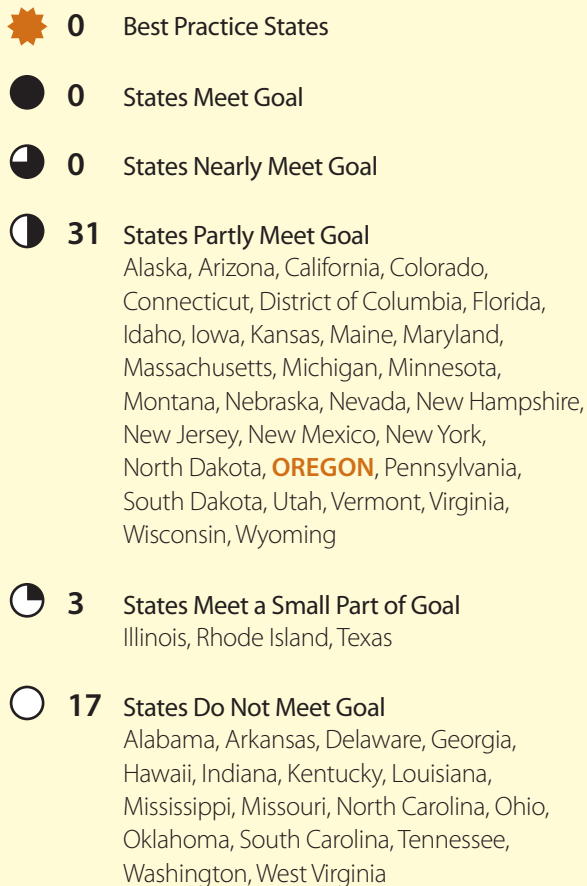 0 Best Practice States
0 States Meet Goal
0 States Nearly Meet Goal
31 States Partly Meet Goal
Alaska, Arizona, California, Colorado,
Connecticut, District of Columbia, Florida,
Idaho, Iowa, Kansas, Maine, Maryland,
Massachusetts, Michigan, Minnesota,
Montana, Nebraska, Nevada, New Hampshire,
New Jersey, New Mexico, New York,
North Dakota, OREGON, Pennsylvania,
South Dakota, Utah, Vermont, Virginia,
Wisconsin, Wyoming
3 States Meet a Small Part of Goal
Illinois, Rhode Island, Texas
17 States Do Not Meet Goal
Alabama, Arkansas, Delaware, Georgia,
Hawaii, Indiana, Kentucky, Louisiana,
Mississippi, Missouri, North Carolina, Ohio,
Oklahoma, South Carolina, Tennessee,
Washington, West Virginia